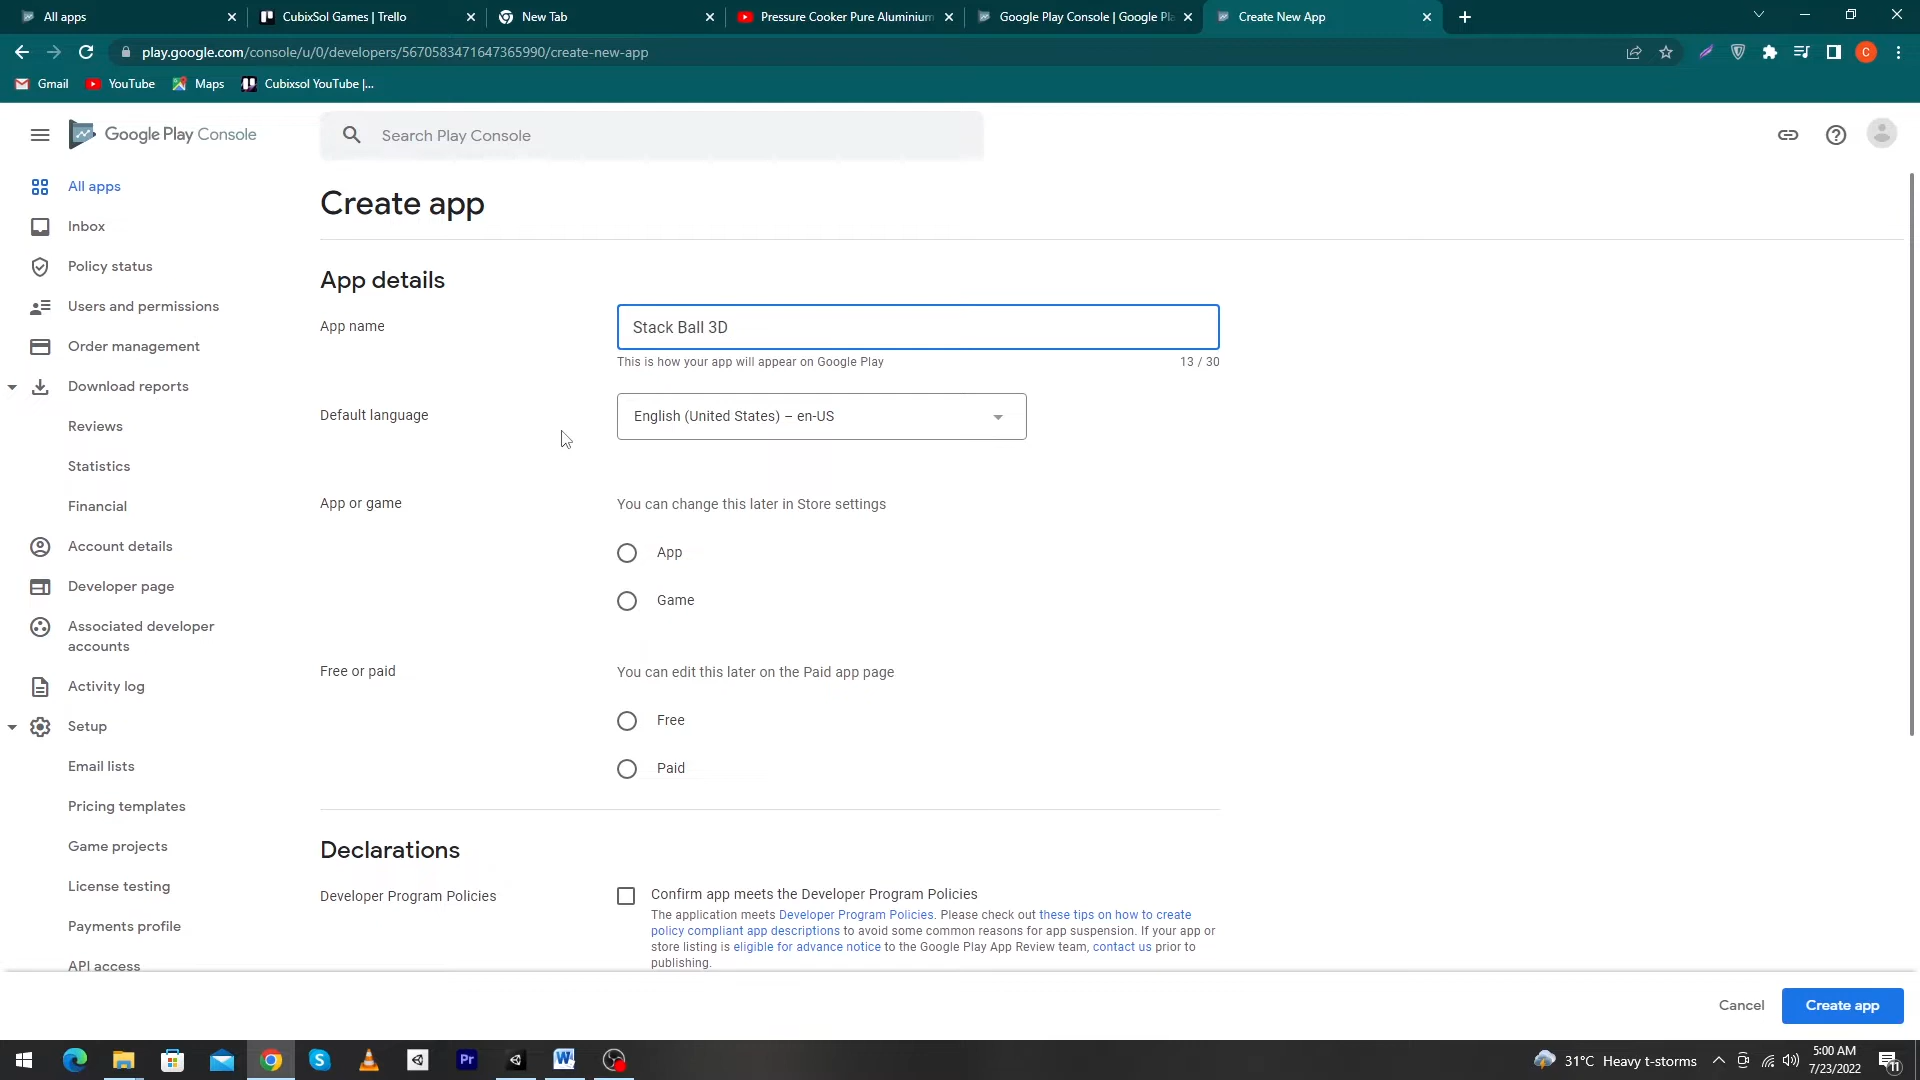 All apps
CubixSol Games | Trello
New Tab
Pressure Cooker Pure Aluminium
Google Play Console | Google Pla
Create New App
play.google.com/console/u/0/developers/5670583471647365990/create-new-app
C
Gmail
YouTube
Maps
Cubixsol YouTube |...
Google Play Console
Search Play Console
All apps
Inbox
Policy status
Users and permissions
Order management
Download reports
Reviews
Statistics
Financial
Account details
Developer page
Associated developer
accounts
Activity log
Setup
Email lists
Pricing templates
Game projects
License testing
Payments profile
API access
Create app
App details
App name
Stack Ball 3D
This is how your app will appear on Google Play
13 / 30
Default language
English (United States) – en-US
App or game
You can change this later in Store settings
App
Game
Free or paid
You can edit this later on the Paid app page
Free
Paid
Declarations
Developer Program Policies
Confirm app meets the Developer Program Policies
The application meets Developer Program Policies. Please check out these tips on how to create
policy compliant app descriptions to avoid some common reasons for app suspension. If your app or
store listing is eligible for advance notice to the Google Play App Review team, contact us prior to
publishing.
Cancel
Create app
S
Pr
W
31°C Heavy t-storms
5:00 AM
7/23/2022
11